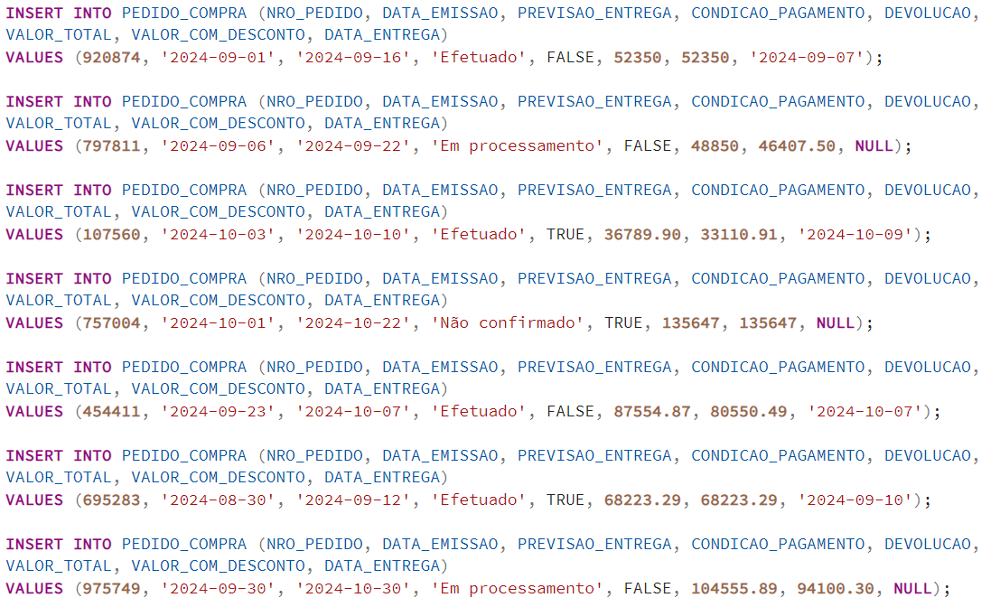 INSERT INTO PEDIDO_COMPRA (NRO_PEDIDO, DATA_EMISSAO, PREVISAO_ENTREGA, CONDICAO_PAGAMENTO, DEVOLUCAO,
VALOR_TOTAL, VALOR_COM_DESCONTO, DATA_ENTREGA)
VALUES (920874, '2024-09-01', '2024-09-16', 'Efetuado', FALSE, 52350, 52350, '2024-09-07');
INSERT INTO PEDIDO_COMPRA (NRO_PEDIDO, DATA_EMISSAO, PREVISAO_ENTREGA, CONDICAO_PAGAMENTO, DEVOLUCAO,
VALOR_TOTAL, VALOR_COM_DESCONTO, DATA_ENTREGA)
VALUES (797811, '2024-09-06', '2024-09-22', 'Em processamento', FALSE, 48850, 46407.50, NULL);
INSERT INTO PEDIDO_COMPRA (NRO_PEDIDO, DATA_EMISSAO, PREVISAO_ENTREGA, CONDICAO_PAGAMENTO, DEVOLUCAO,
VALOR_TOTAL, VALOR_COM_DESCONTO, DATA_ENTREGA)
VALUES (107560, '2024-10-03', '2024-10-10', 'Efetuado', TRUE, 36789.90, 33110.91, '2024-10-09');
INSERT INTO PEDIDO_COMPRA (NRO_PEDIDO, DATA_EMISSAO, PREVISAO_ENTREGA, CONDICAO_PAGAMENTO, DEVOLUCAO,
VALOR_TOTAL, VALOR_COM_DESCONTO, DATA_ENTREGA)
VALUES (757004, '2024-10-01', '2024-10-22', 'Não confirmado', TRUE, 135647, 135647, NULL);
INSERT INTO PEDIDO_COMPRA (NRO_PEDIDO, DATA_EMISSAO, PREVISAO_ENTREGA, CONDICAO_PAGAMENTO, DEVOLUCAO,
VALOR_TOTAL, VALOR_COM_DESCONTO, DATA_ENTREGA)
VALUES (454411, '2024-09-23', '2024-10-07', 'Efetuado', FALSE, 87554.87, 80550.49, '2024-10-07');
INSERT INTO PEDIDO_COMPRA (NRO_PEDIDO, DATA_EMISSAO, PREVISAO_ENTREGA, CONDICAO_PAGAMENTO, DEVOLUCAO,
VALOR_TOTAL, VALOR_COM_DESCONTO, DATA_ENTREGA)
VALUES (695283, '2024-08-30', '2024-09-12', 'Efetuado', TRUE, 68223.29, 68223.29, '2024-09-10');
INSERT INTO PEDIDO_COMPRA (NRO_PEDIDO, DATA_EMISSAO, PREVISAO_ENTREGA, CONDICAO_PAGAMENTO, DEVOLUCAO,
VALOR_TOTAL, VALOR_COM_DESCONTO, DATA_ENTREGA)
VALUES (975749, '2024-09-30', '2024-10-30', 'Em processamento', FALSE, 104555.89, 94100.30, NULL);